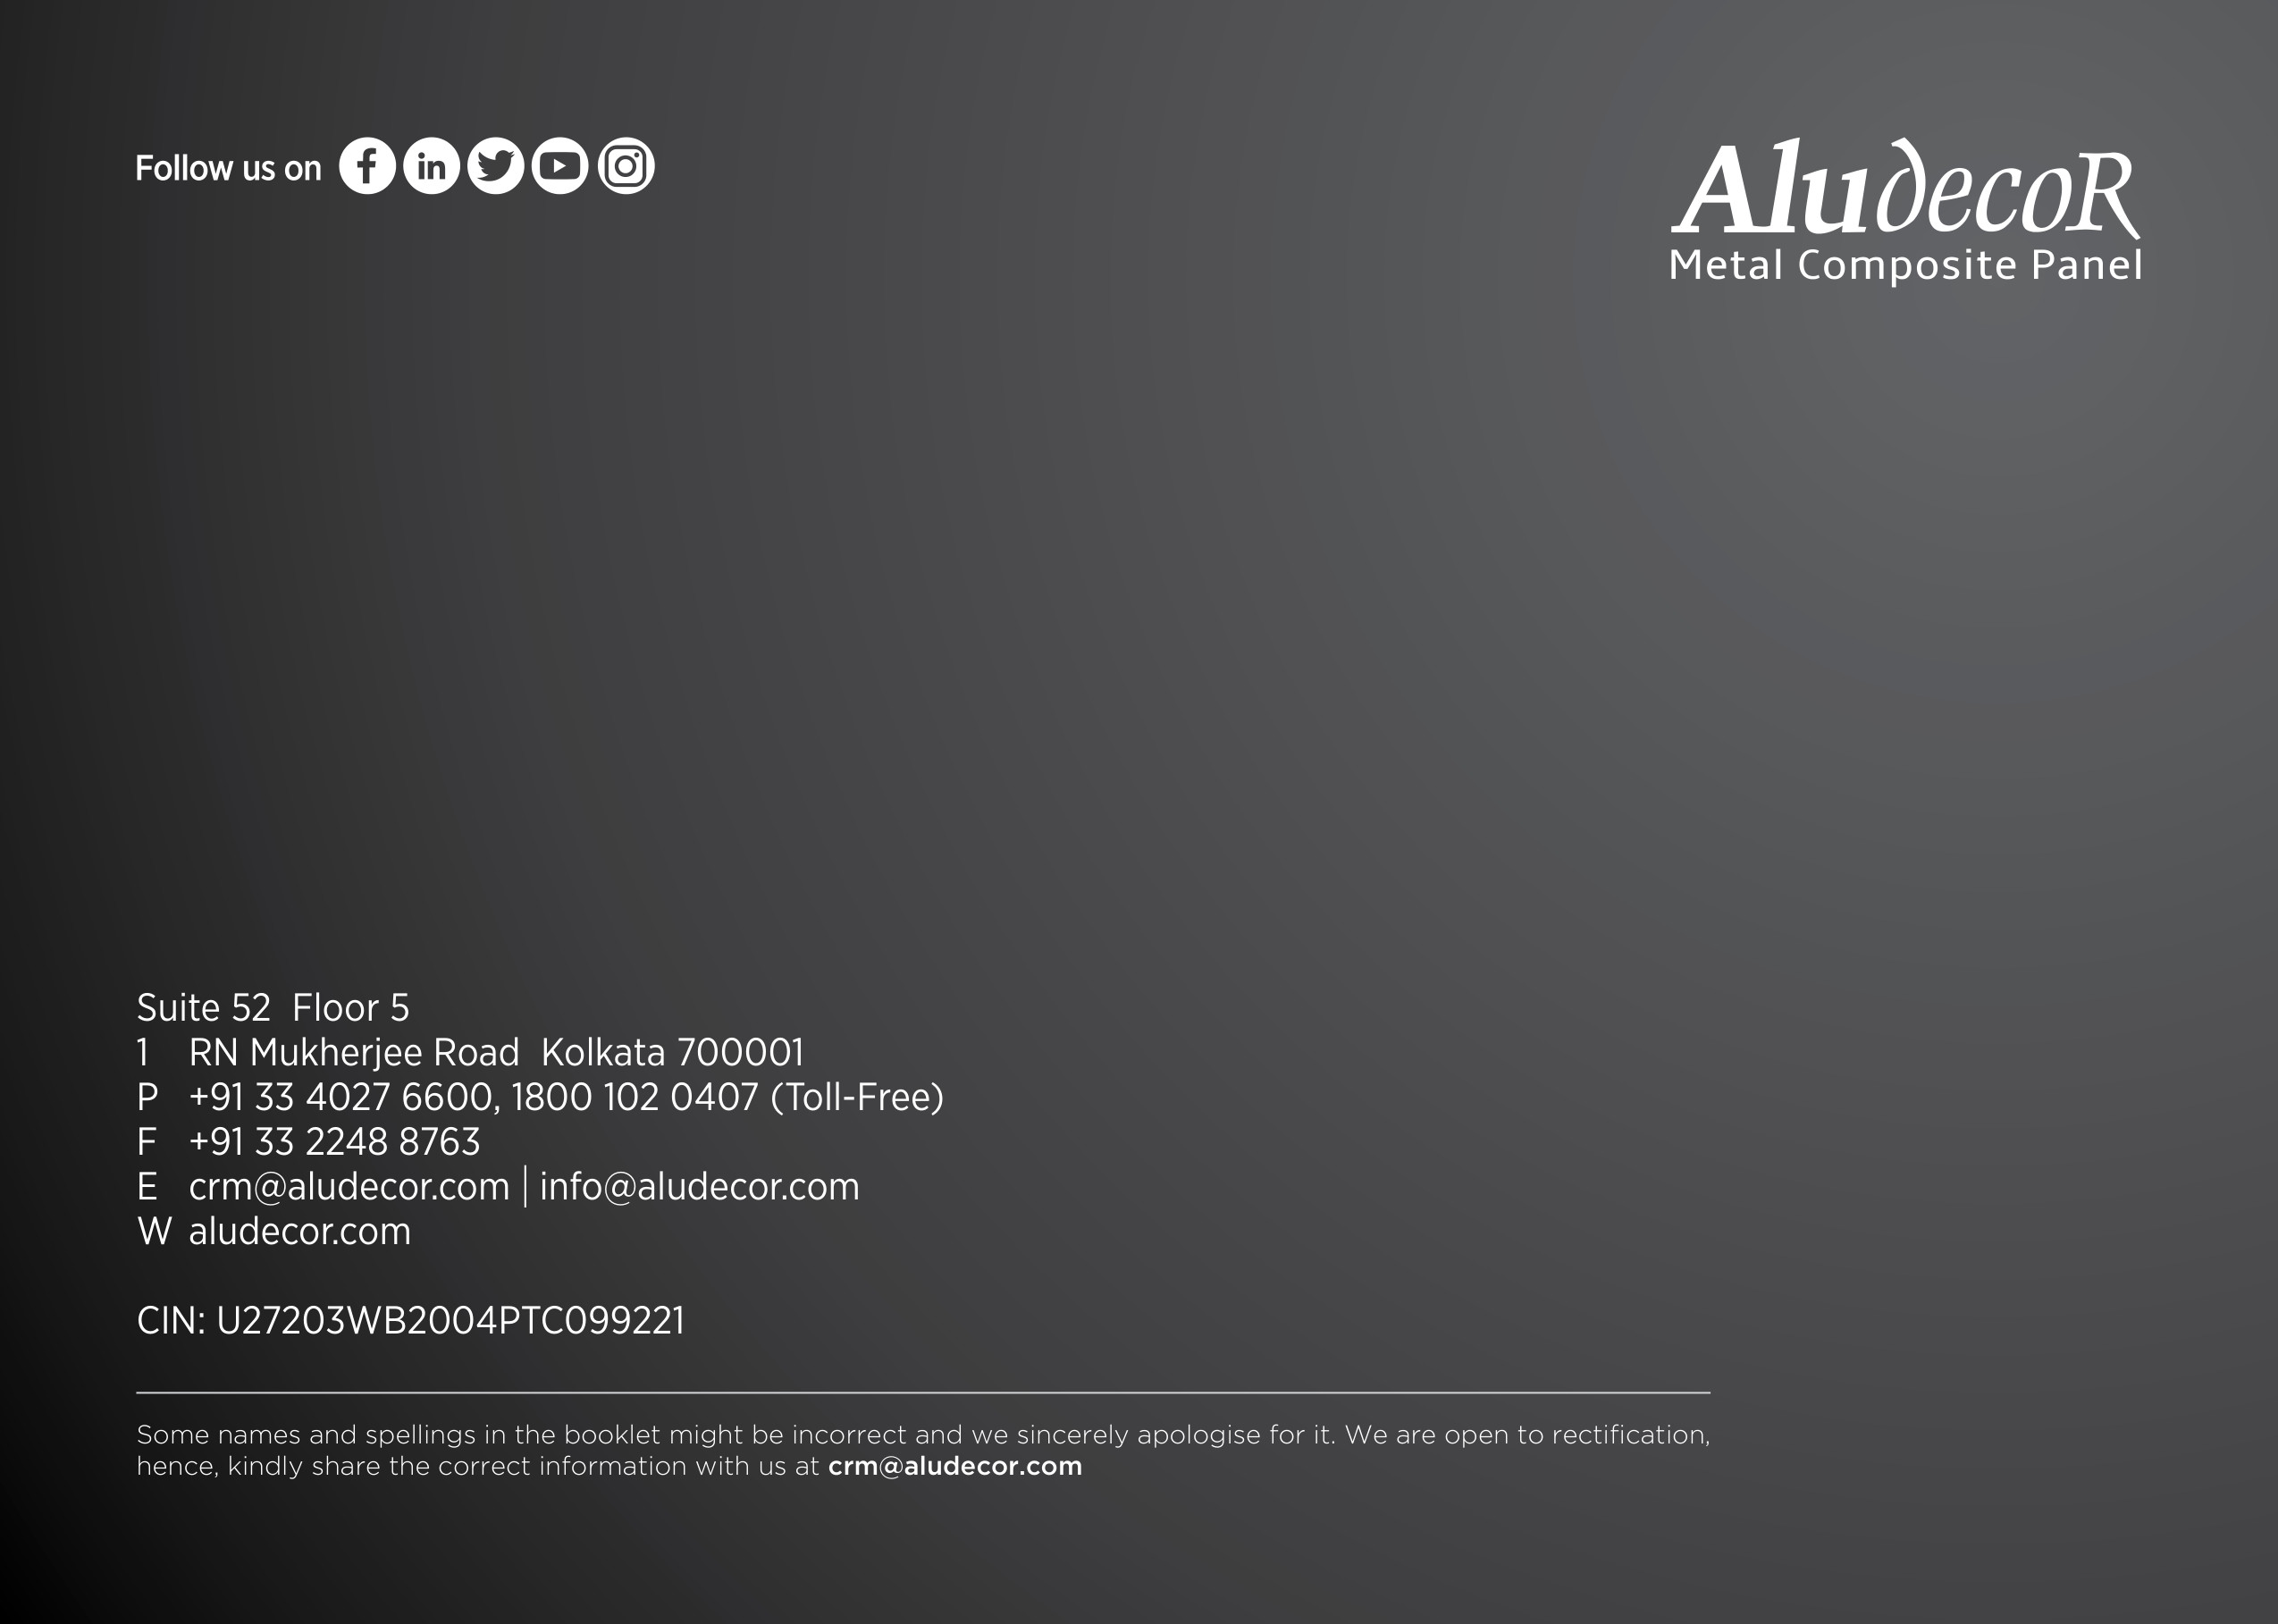 Follow us on
Aludecor
Metal Composite Panel
Suite 52 Floor 5
1 RN Mukherjee Road Kolkata 700001
P +91 33 4027 6600, 1800 102 0407 (Toll-Free)
F +91 33 2248 8763
E crm@aludecor.com | info@aludecor.com
W aludecor.com
CIN: U27203WB2004PTC099221
Some names and spellings in the booklet might be incorrect and we sincerely apologise for it. We are open to rectification,
hence, kindly share the correct information with us at crm@aludecor.com